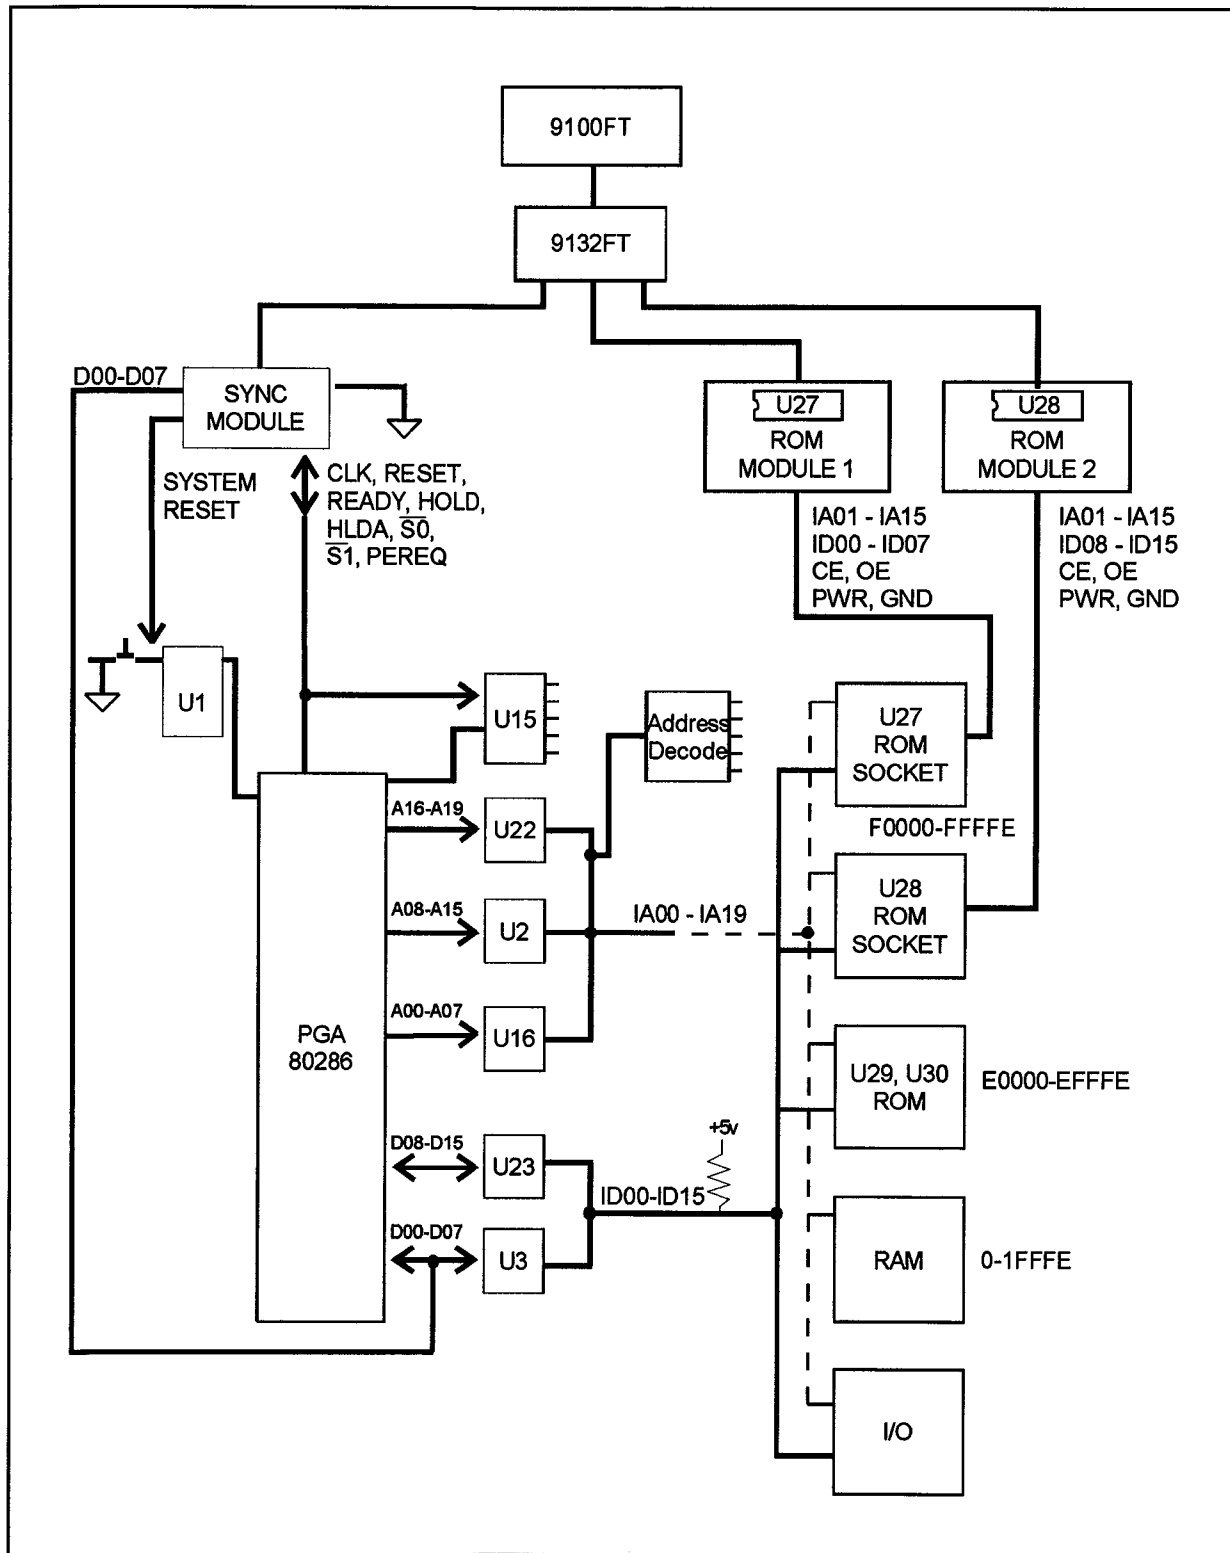 9100FT
9132FT
D00-D07
SYNC
MODULE
U27
ROM
MODULE 1
U28
ROM
MODULE 2
SYSTEM
RESET
CLK, RESET,
READY, HOLD,
HLDA, S̅0̅,
S̅1, PEREQ
IA01 - IA15
ID00 - ID07
CE, OE
PWR, GND
IA01 - IA15
ID08 - ID15
CE, OE
PWR, GND
U1
U15
Address
Decode
U27
ROM
SOCKET
F0000-FFFFE
A16-A19
U22
A08-A15
U2
IA00 - IA19
U28
ROM
SOCKET
A00-A07
U16
PGA
80286
U29, U30
ROM
E0000-EFFFE
+5v
D08-D15
U23
ID00-ID15
D00-D07
U3
RAM
0-1FFFE
I/O